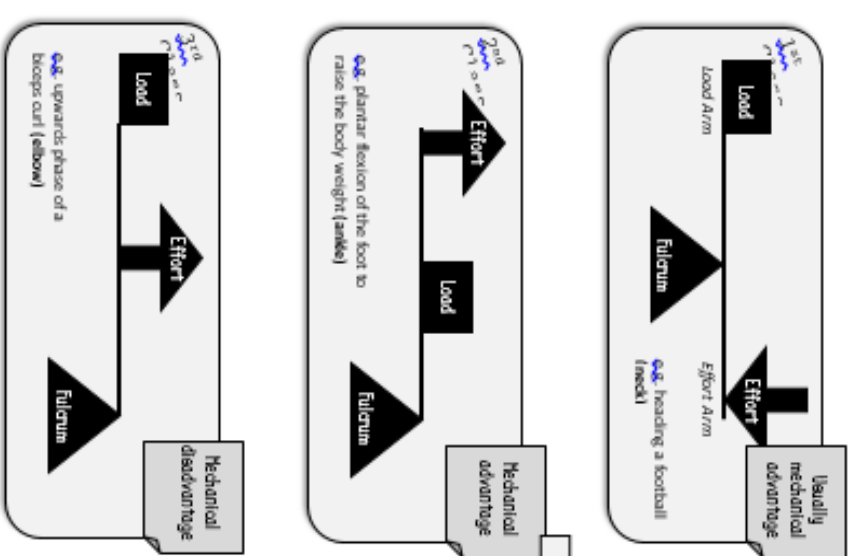 1st
Load
Load Arm
Fulcrum
Effort
Effort Arm
e.g. heading a football
(neck)
Usually
mechanical
advantage
2nd
Effort
Load
Fulcrum
e.g. plantar flexion of the foot to
raise the body weight (ankle)
Mechanical
advantage
3rd
Load
Effort
Fulcrum
e.g. upwards phase of a
biceps curl (elbow)
Mechanical
disadvantage